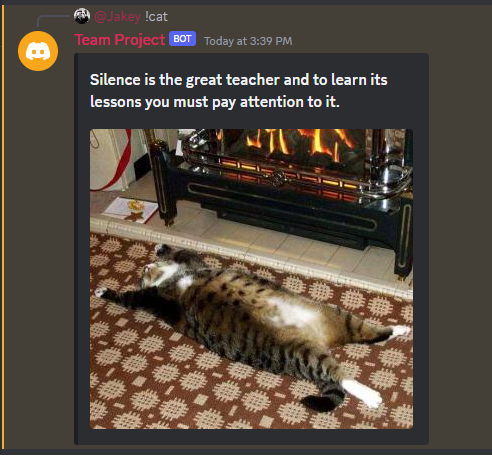 @Jakey !cat
Team Project BOT Today at 3:39 PM
Silence is the great teacher and to learn its
lessons you must pay attention to it.